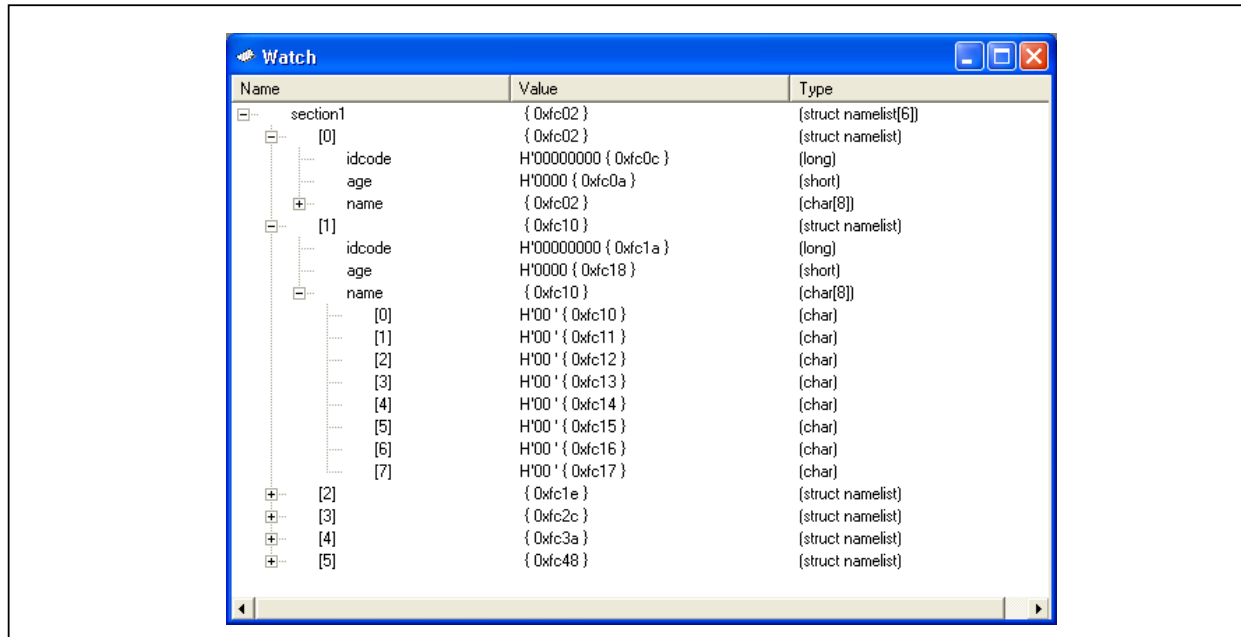 Watch
Name Value Type
section1 { 0xfc02 } (struct namelist[6])
[0] { 0xfc02 } (struct namelist)
idcode H'00000000 { 0xfc0c } (long)
age H'0000 { 0xfc0a } (short)
name { 0xfc02 } (char[8])
[1] { 0xfc10 } (struct namelist)
idcode H'00000000 { 0xfc1a } (long)
age H'0000 { 0xfc18 } (short)
name { 0xfc10 } (char[8])
[0] H'00 ' { 0xfc10 } (char)
[1] H'00 ' { 0xfc11 } (char)
[2] H'00 ' { 0xfc12 } (char)
[3] H'00 ' { 0xfc13 } (char)
[4] H'00 ' { 0xfc14 } (char)
[5] H'00 ' { 0xfc15 } (char)
[6] H'00 ' { 0xfc16 } (char)
[7] H'00 ' { 0xfc17 } (char)
[2] { 0xfc1e } (struct namelist)
[3] { 0xfc2c } (struct namelist)
[4] { 0xfc3a } (struct namelist)
[5] { 0xfc48 } (struct namelist)